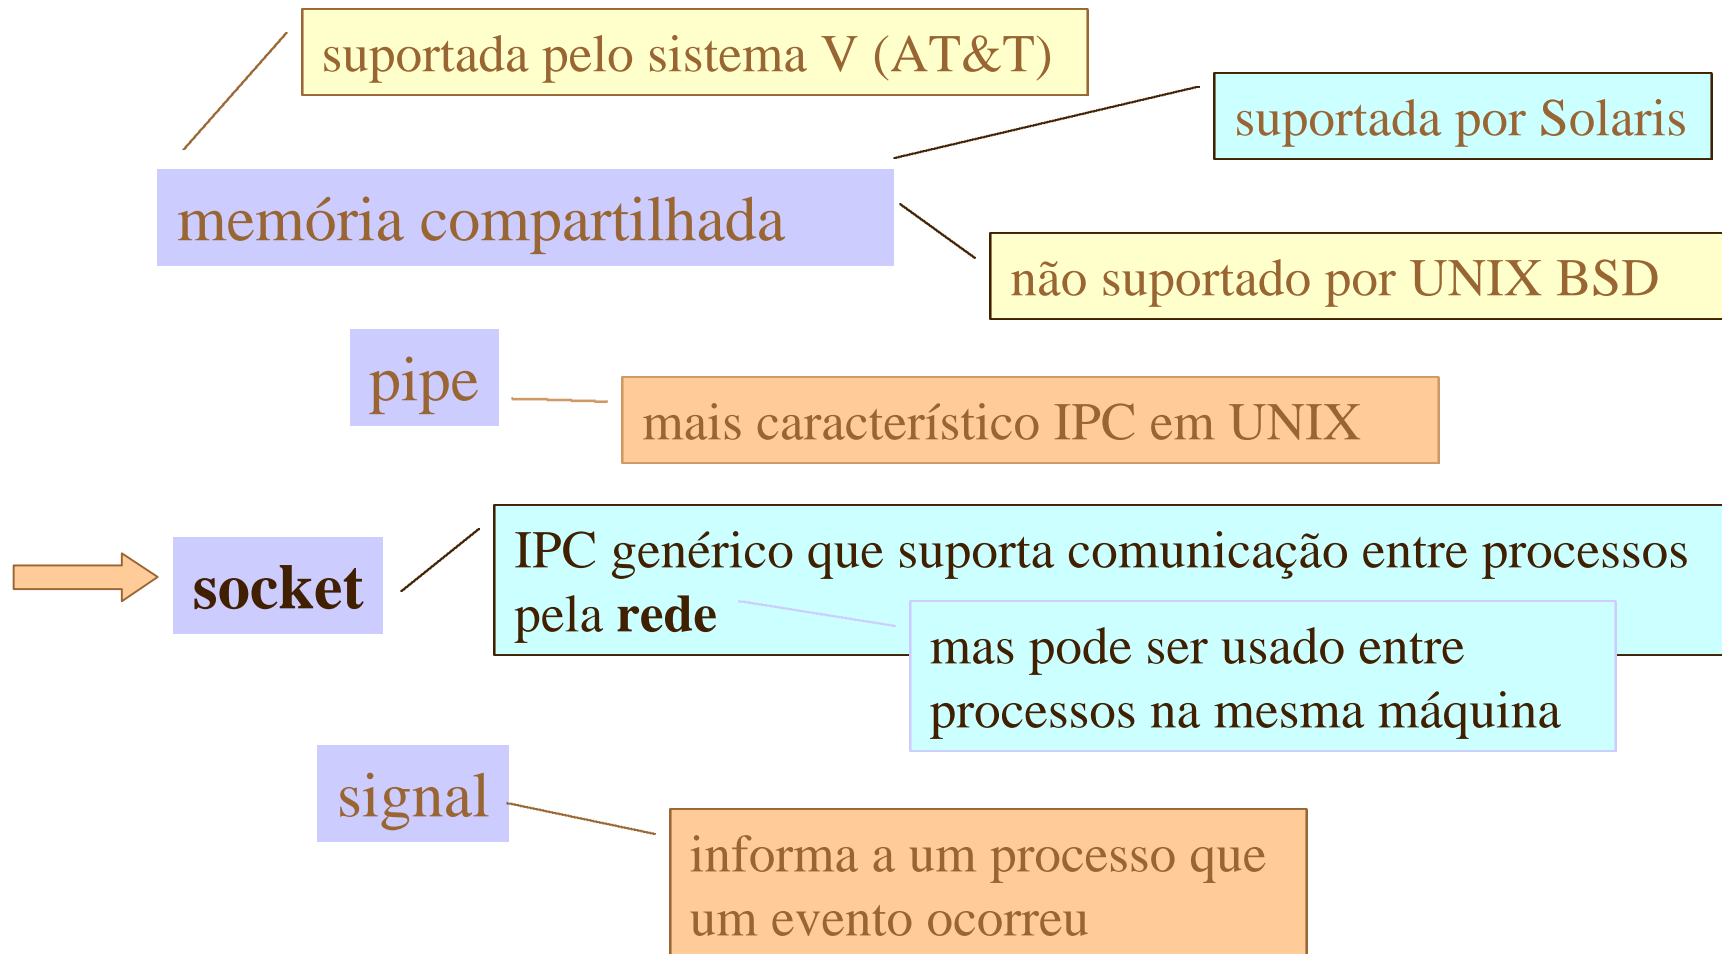 suportada pelo sistema V (AT&T)
suportada por Solaris
memória compartilhada
não suportado por UNIX BSD
pipe
mais característico IPC em UNIX
socket
IPC genérico que suporta comunicação entre processos
pela rede
mas pode ser usado entre
processos na mesma máquina
signal
informa a um processo que
um evento ocorreu